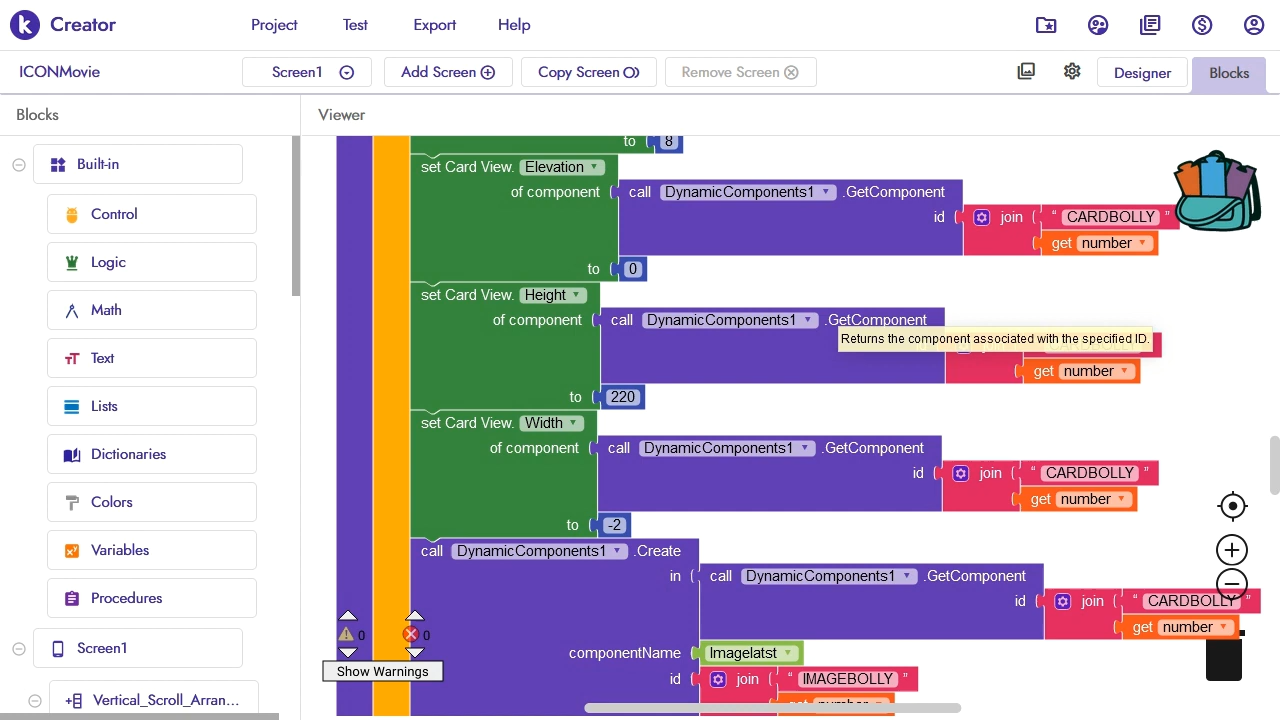 Creator
Project
Test
Export
Help
ICONMovie
Screen1
Add Screen
Copy Screen
Remove Screen
Designer
Blocks
Blocks
Viewer
Built-in
Control
Logic
Math
Text
Lists
Dictionaries
Colors
Variables
Procedures
Screen1
Vertical_Scroll_Arran...
to 8
set Card View. Elevation
of component call DynamicComponents1 .GetComponent
id join “ CARDBOLLY ”
get number
to 0
set Card View. Height
of component call DynamicComponents1 .GetComponent
Returns the component associated with the specified ID.
get number
to 220
set Card View. Width
of component call DynamicComponents1 .GetComponent
id join “ CARDBOLLY ”
get number
to -2
call DynamicComponents1 .Create
in call DynamicComponents1 .GetComponent
id join “ CARDBOLLY ”
get number
componentName Imagelatst
id join “ IMAGEBOLLY ”
get number
0 0
Show Warnings